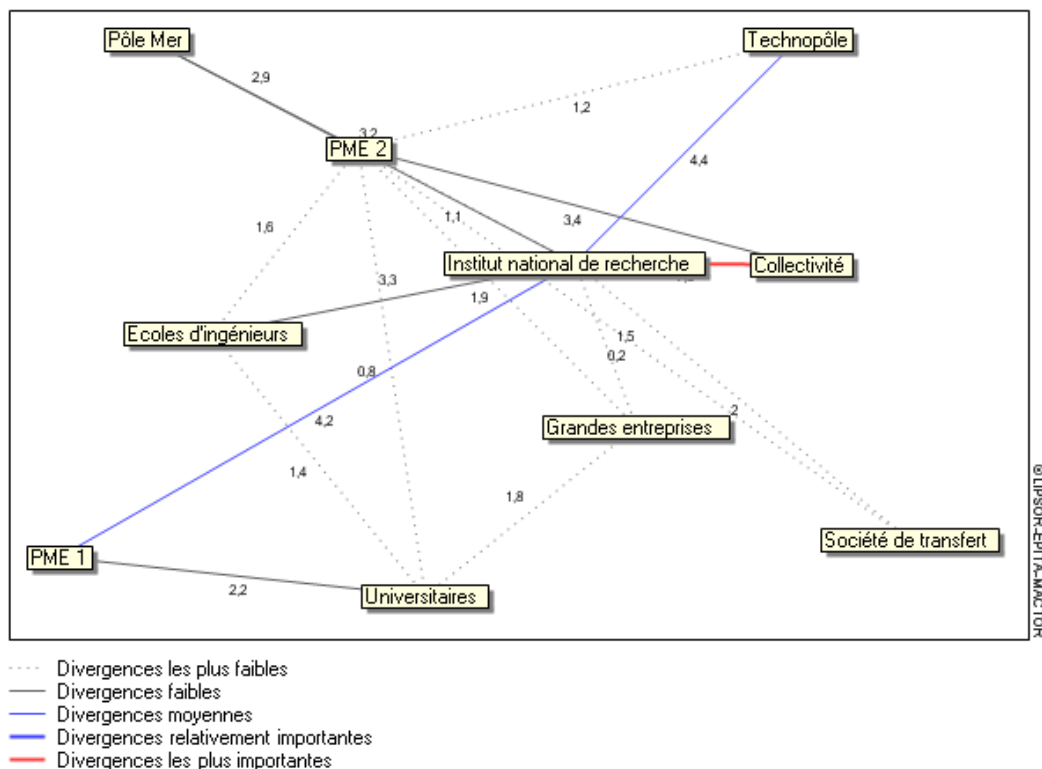 Pôle Mer
Technopôle
2,9
1,2
3,2
PME 2
4,4
1,6
1,1
3,4
Institut national de recherche
Collectivité
3,3
1,9
Ecoles d'ingénieurs
1,5
0,2
0,8
4,2
2
Grandes entreprises
1,4
1,8
Société de transfert
PME 1
2,2
Universitaires
© LIPSOR-EPITA-MACTOR
Divergences les plus faibles
Divergences faibles
Divergences moyennes
Divergences relativement importantes
Divergences les plus importantes